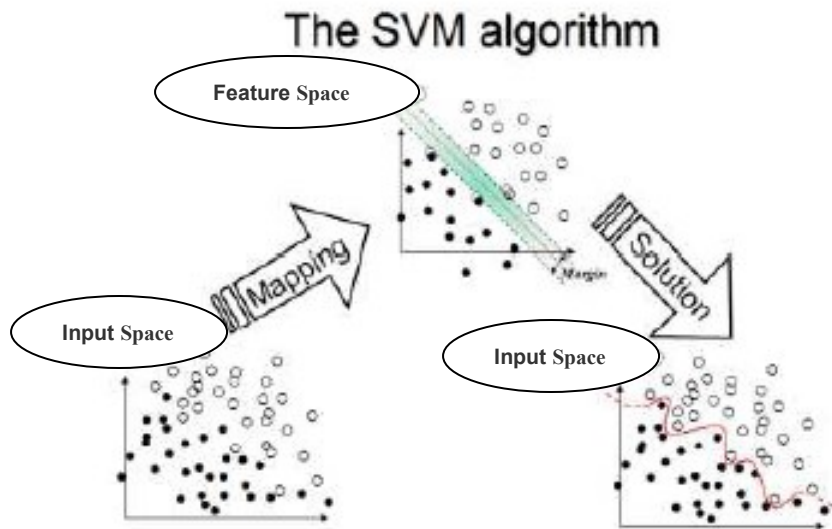 The SVM algorithm
Feature Space
Mapping
Margin
Solution
Input Space
Input Space